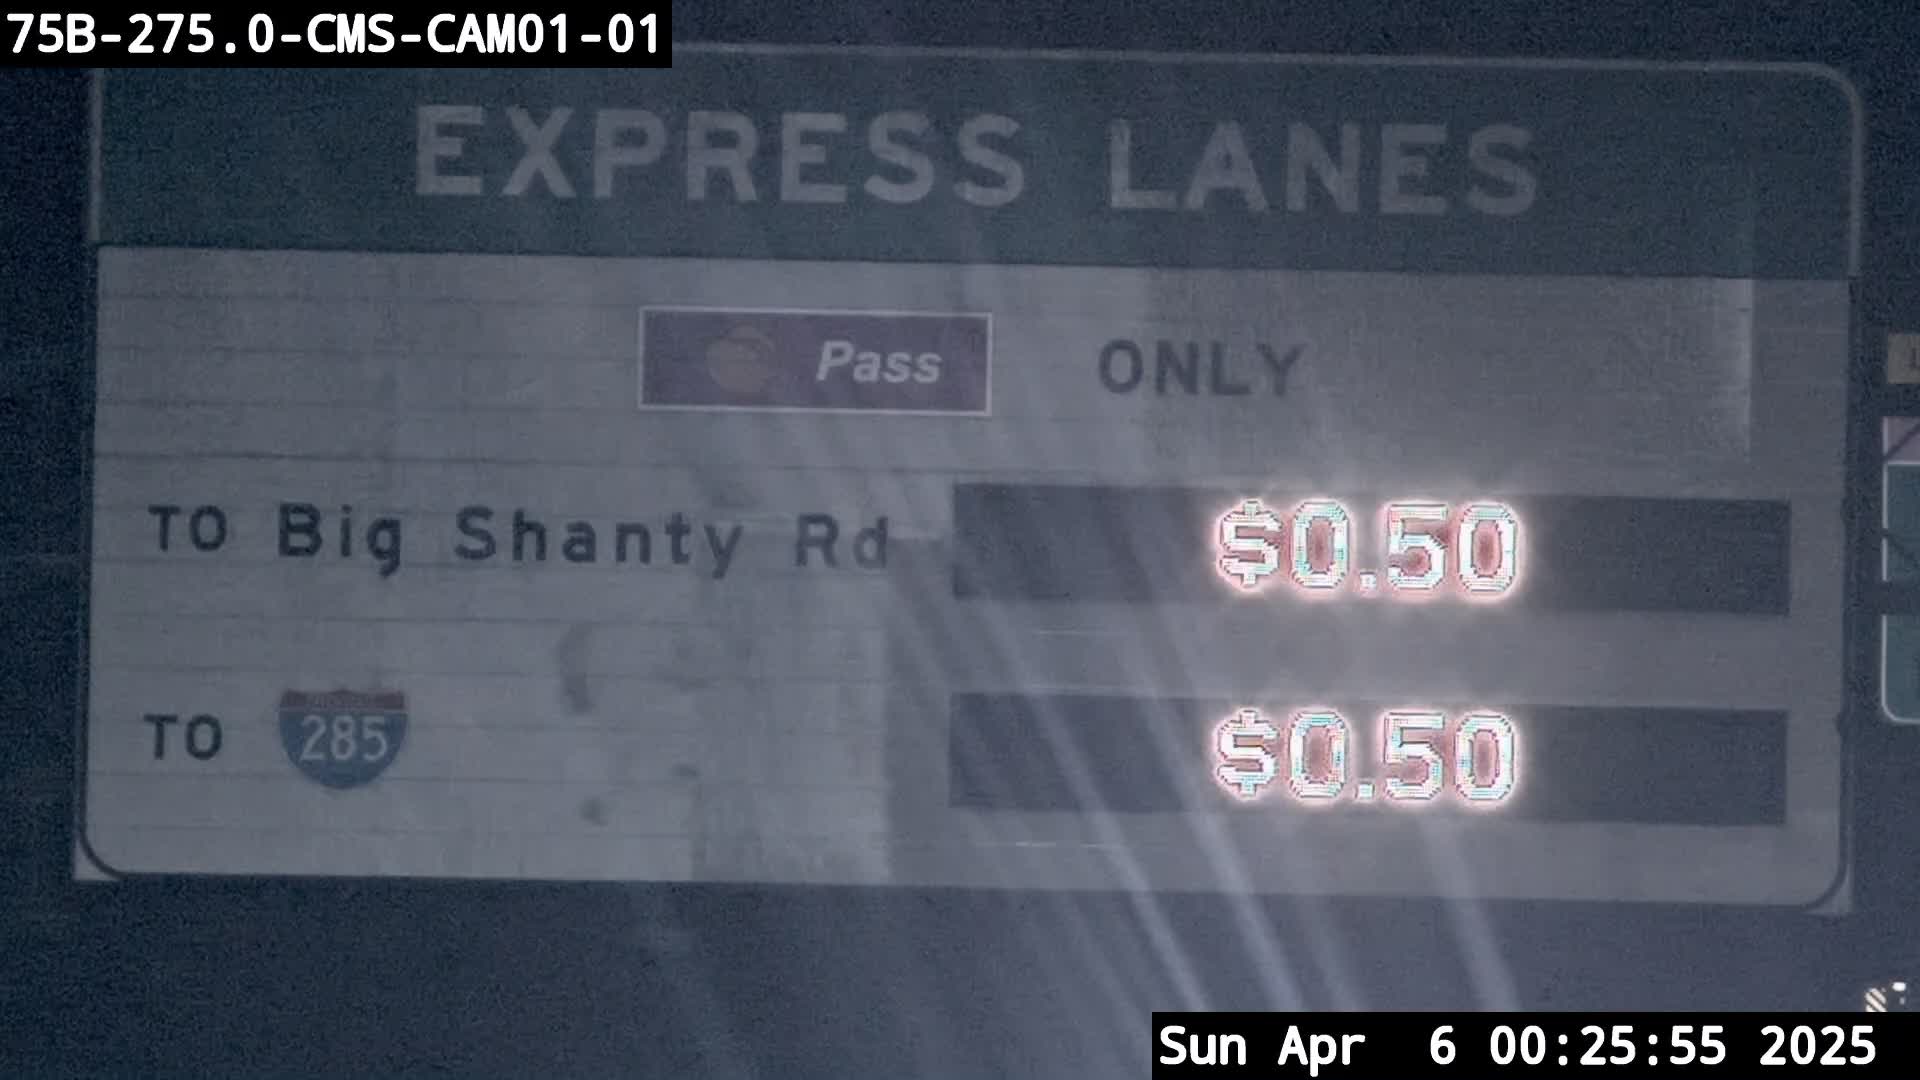 75B-275.0-CMS-CAM01-01
EXPRESS LANES
Pass ONLY
TO Big Shanty Rd $0.50
TO 285 $0.50
Sun Apr 6 00:25:55 2025